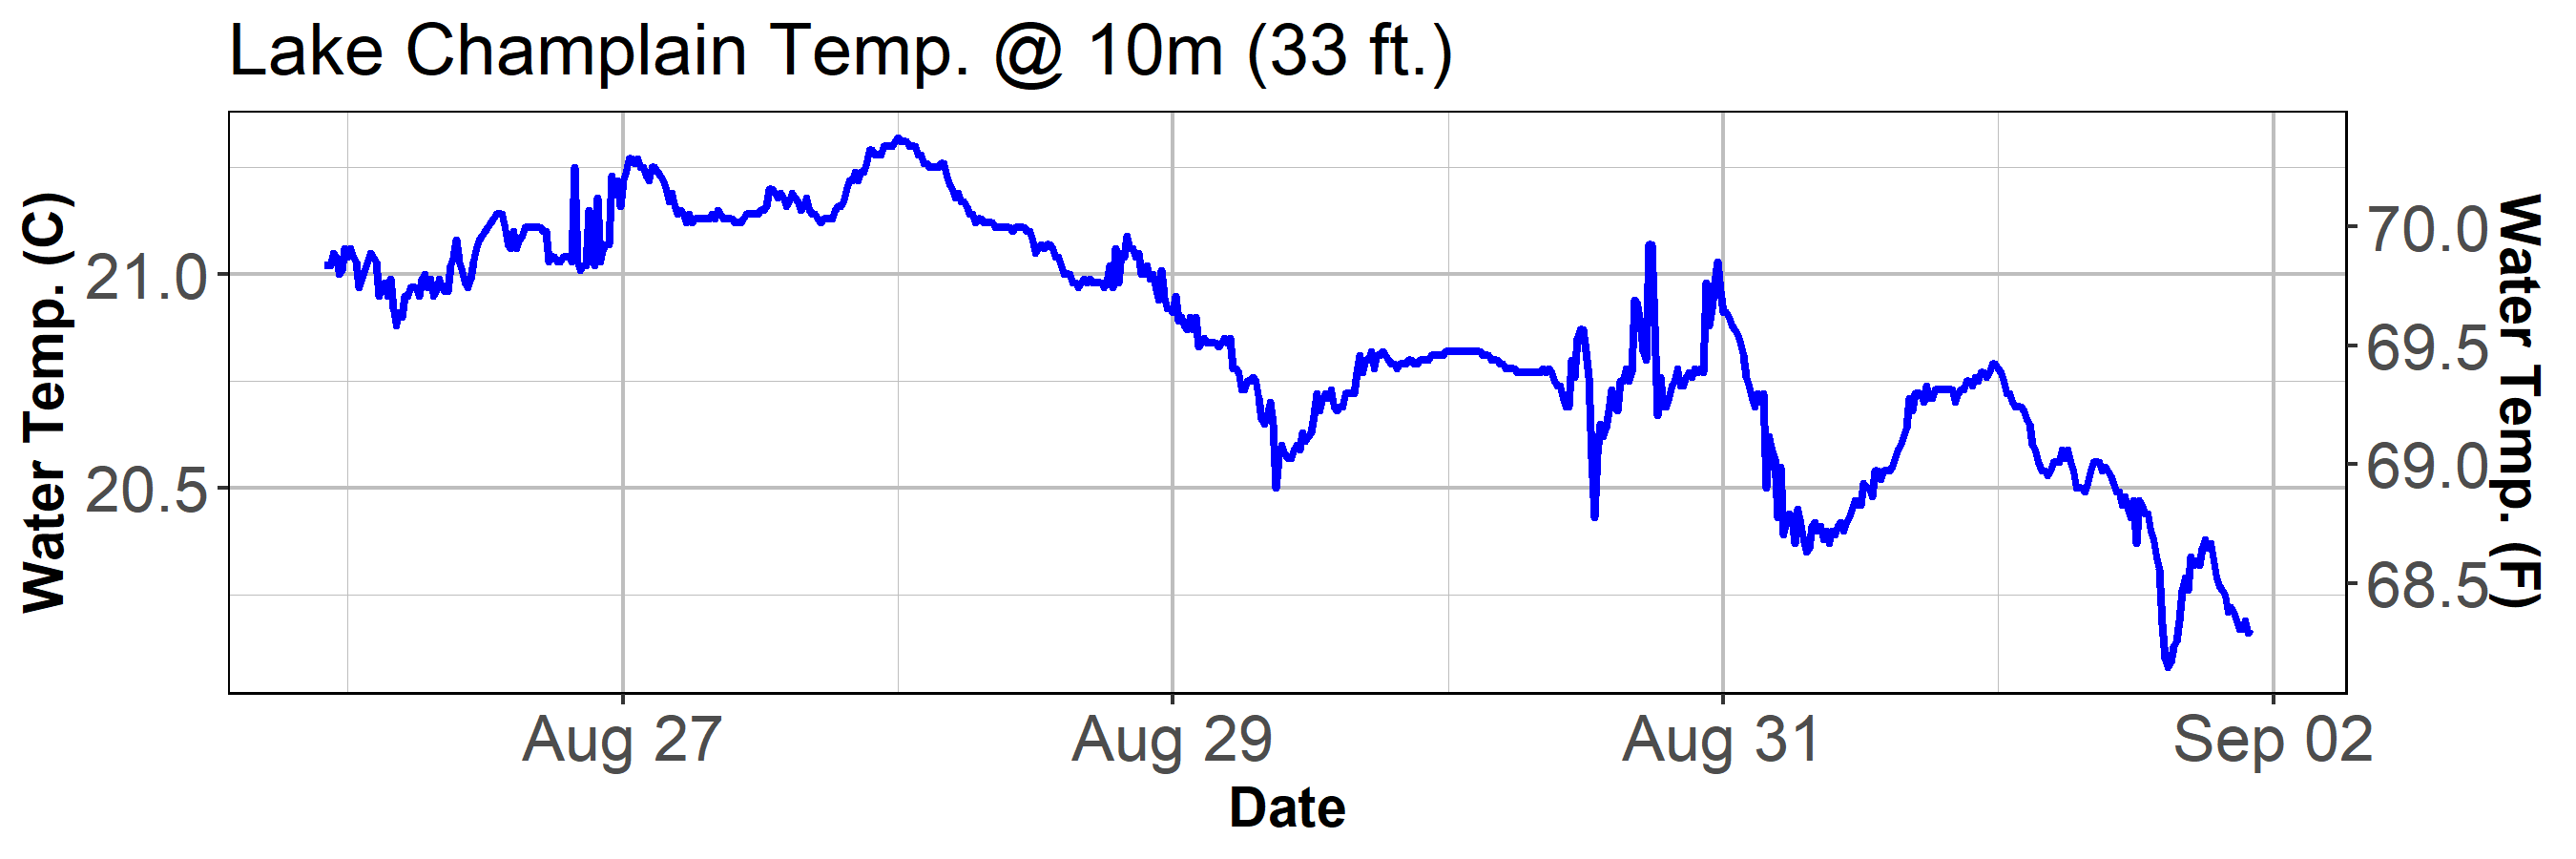 Lake Champlain Temp. @ 10m (33 ft.)
Water Temp. (C)
21.0
20.5
70.0
69.5
69.0
68.5
Water Temp. (F)
Aug 27
Aug 29
Aug 31
Sep 02
Date